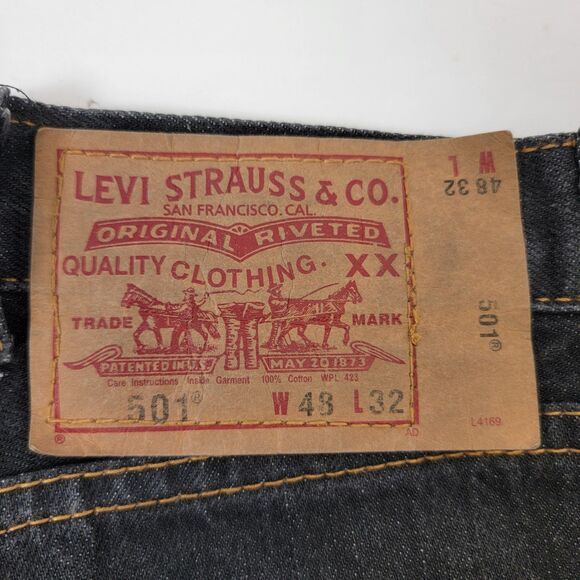 LEVI STRAUSS & CO.
SAN FRANCISCO. CAL.
ORIGINAL RIVETED
QUALITY CLOTHING. XX
TRADE MARK
PATENTED IN U.S. MAY 20 1873
Care Instructions Inside Garment 100% Cotton WPL 423
501® W 48 L 32
® AD
W L
48 32
501®
L4169